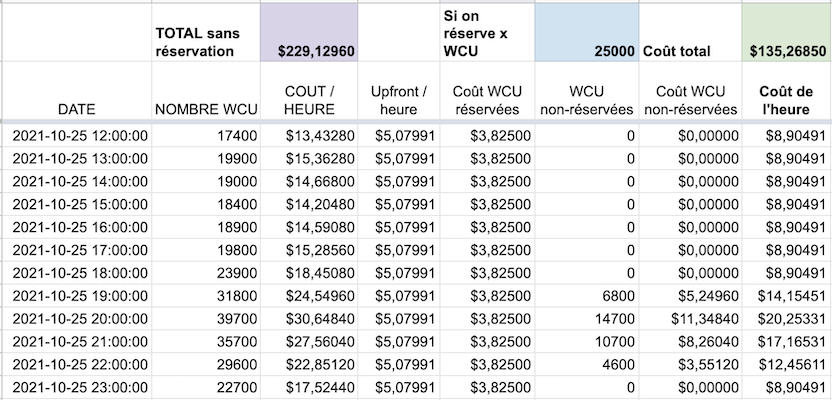 TOTAL sans réservation $229,12960 Si on réserve x WCU 25000 Coût total $135,26850
DATE NOMBRE WCU COUT / HEURE Upfront / heure Coût WCU réservées WCU non-réservées Coût WCU non-réservées Coût de l'heure
2021-10-25 12:00:00 17400 $13,43280 $5,07991 $3,82500 0 $0,00000 $8,90491
2021-10-25 13:00:00 19900 $15,36280 $5,07991 $3,82500 0 $0,00000 $8,90491
2021-10-25 14:00:00 19000 $14,66800 $5,07991 $3,82500 0 $0,00000 $8,90491
2021-10-25 15:00:00 18400 $14,20480 $5,07991 $3,82500 0 $0,00000 $8,90491
2021-10-25 16:00:00 18900 $14,59080 $5,07991 $3,82500 0 $0,00000 $8,90491
2021-10-25 17:00:00 19800 $15,28560 $5,07991 $3,82500 0 $0,00000 $8,90491
2021-10-25 18:00:00 23900 $18,45080 $5,07991 $3,82500 0 $0,00000 $8,90491
2021-10-25 19:00:00 31800 $24,54960 $5,07991 $3,82500 6800 $5,24960 $14,15451
2021-10-25 20:00:00 39700 $30,64840 $5,07991 $3,82500 14700 $11,34840 $20,25331
2021-10-25 21:00:00 35700 $27,56040 $5,07991 $3,82500 10700 $8,26040 $17,16531
2021-10-25 22:00:00 29600 $22,85120 $5,07991 $3,82500 4600 $3,55120 $12,45611
2021-10-25 23:00:00 22700 $17,52440 $5,07991 $3,82500 0 $0,00000 $8,90491